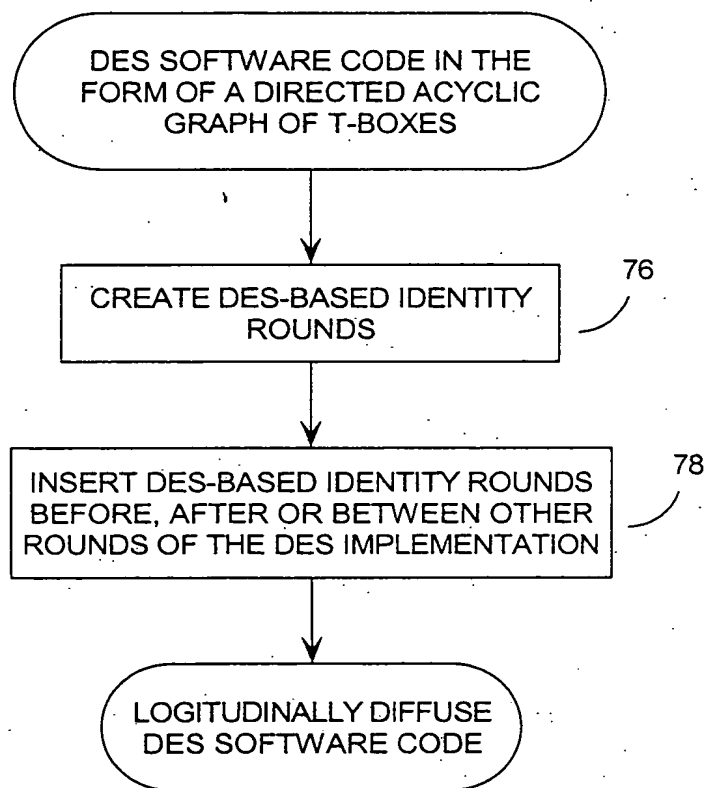 DES SOFTWARE CODE IN THE
FORM OF A DIRECTED ACYCLIC
GRAPH OF T-BOXES
76
CREATE DES-BASED IDENTITY
ROUNDS
78
INSERT DES-BASED IDENTITY ROUNDS
BEFORE, AFTER OR BETWEEN OTHER
ROUNDS OF THE DES IMPLEMENTATION
LOGITUDINALLY DIFFUSE
DES SOFTWARE CODE